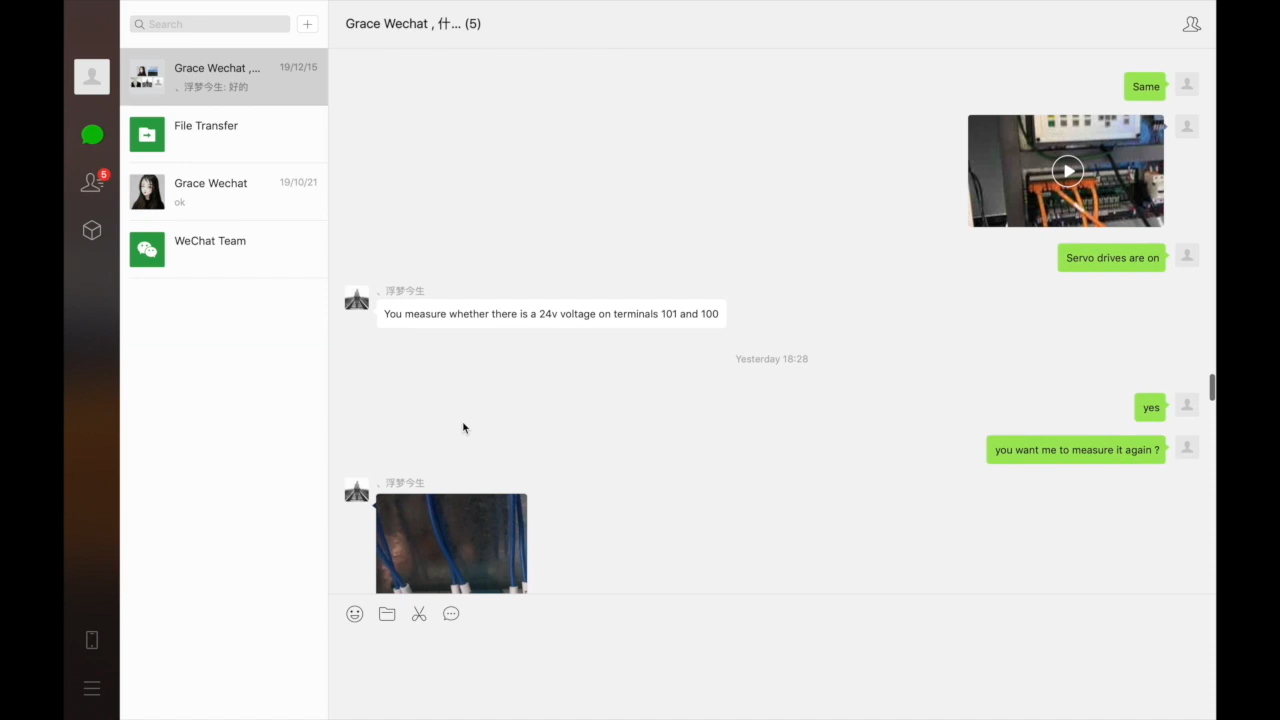 Search
Grace Wechat ,...
19/12/15
、浮梦今生: 好的
File Transfer
5
Grace Wechat
19/10/21
ok
WeChat Team
Grace Wechat , 什... (5)
Same
Servo drives are on
、浮梦今生
You measure whether there is a 24v voltage on terminals 101 and 100
Yesterday 18:28
yes
you want me to measure it again ?
、浮梦今生